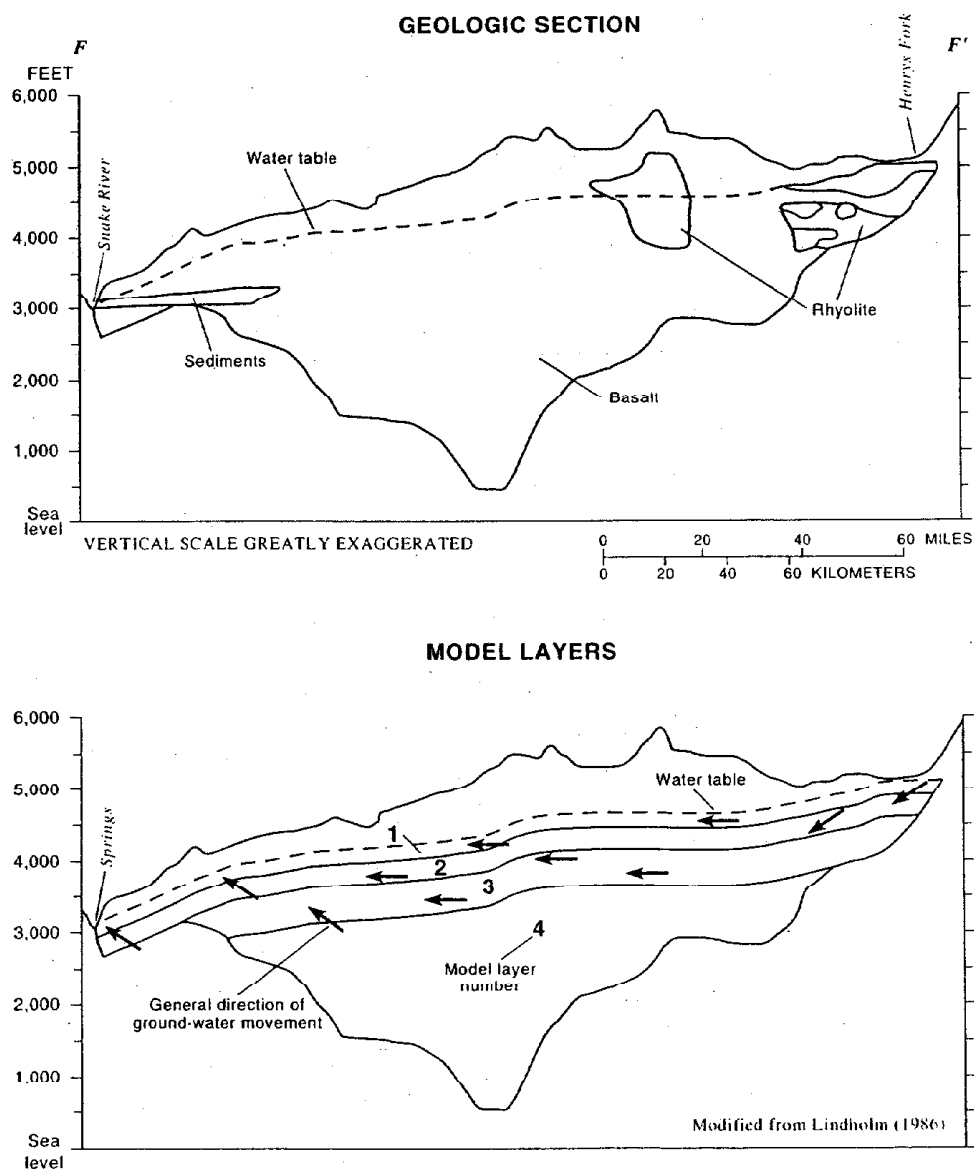 GEOLOGIC SECTION
F
F'
FEET
6,000
5,000
4,000
3,000
2,000
1,000
Sea
level
Snake River
Henrys Fork
Water table
Sediments
Rhyolite
Basalt
VERTICAL SCALE GREATLY EXAGGERATED
0 20 40 60 MILES
0 20 40 60 KILOMETERS
MODEL LAYERS
6,000
5,000
4,000
3,000
2,000
1,000
Sea
level
Springs
Water table
1
2
3
4
Model layer
number
General direction of
ground-water movement
Modified from Lindholm (1986)